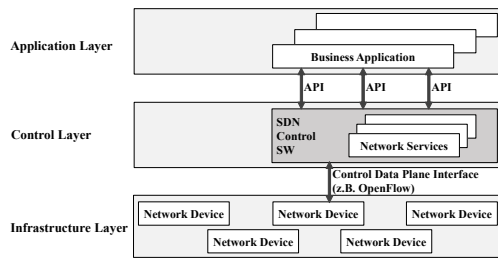 Application Layer
Business Application
API API API
Control Layer
SDN
Control
SW
Network Services
Control Data Plane Interface
(z.B. OpenFlow)
Infrastructure Layer
Network Device Network Device Network Device
Network Device Network Device